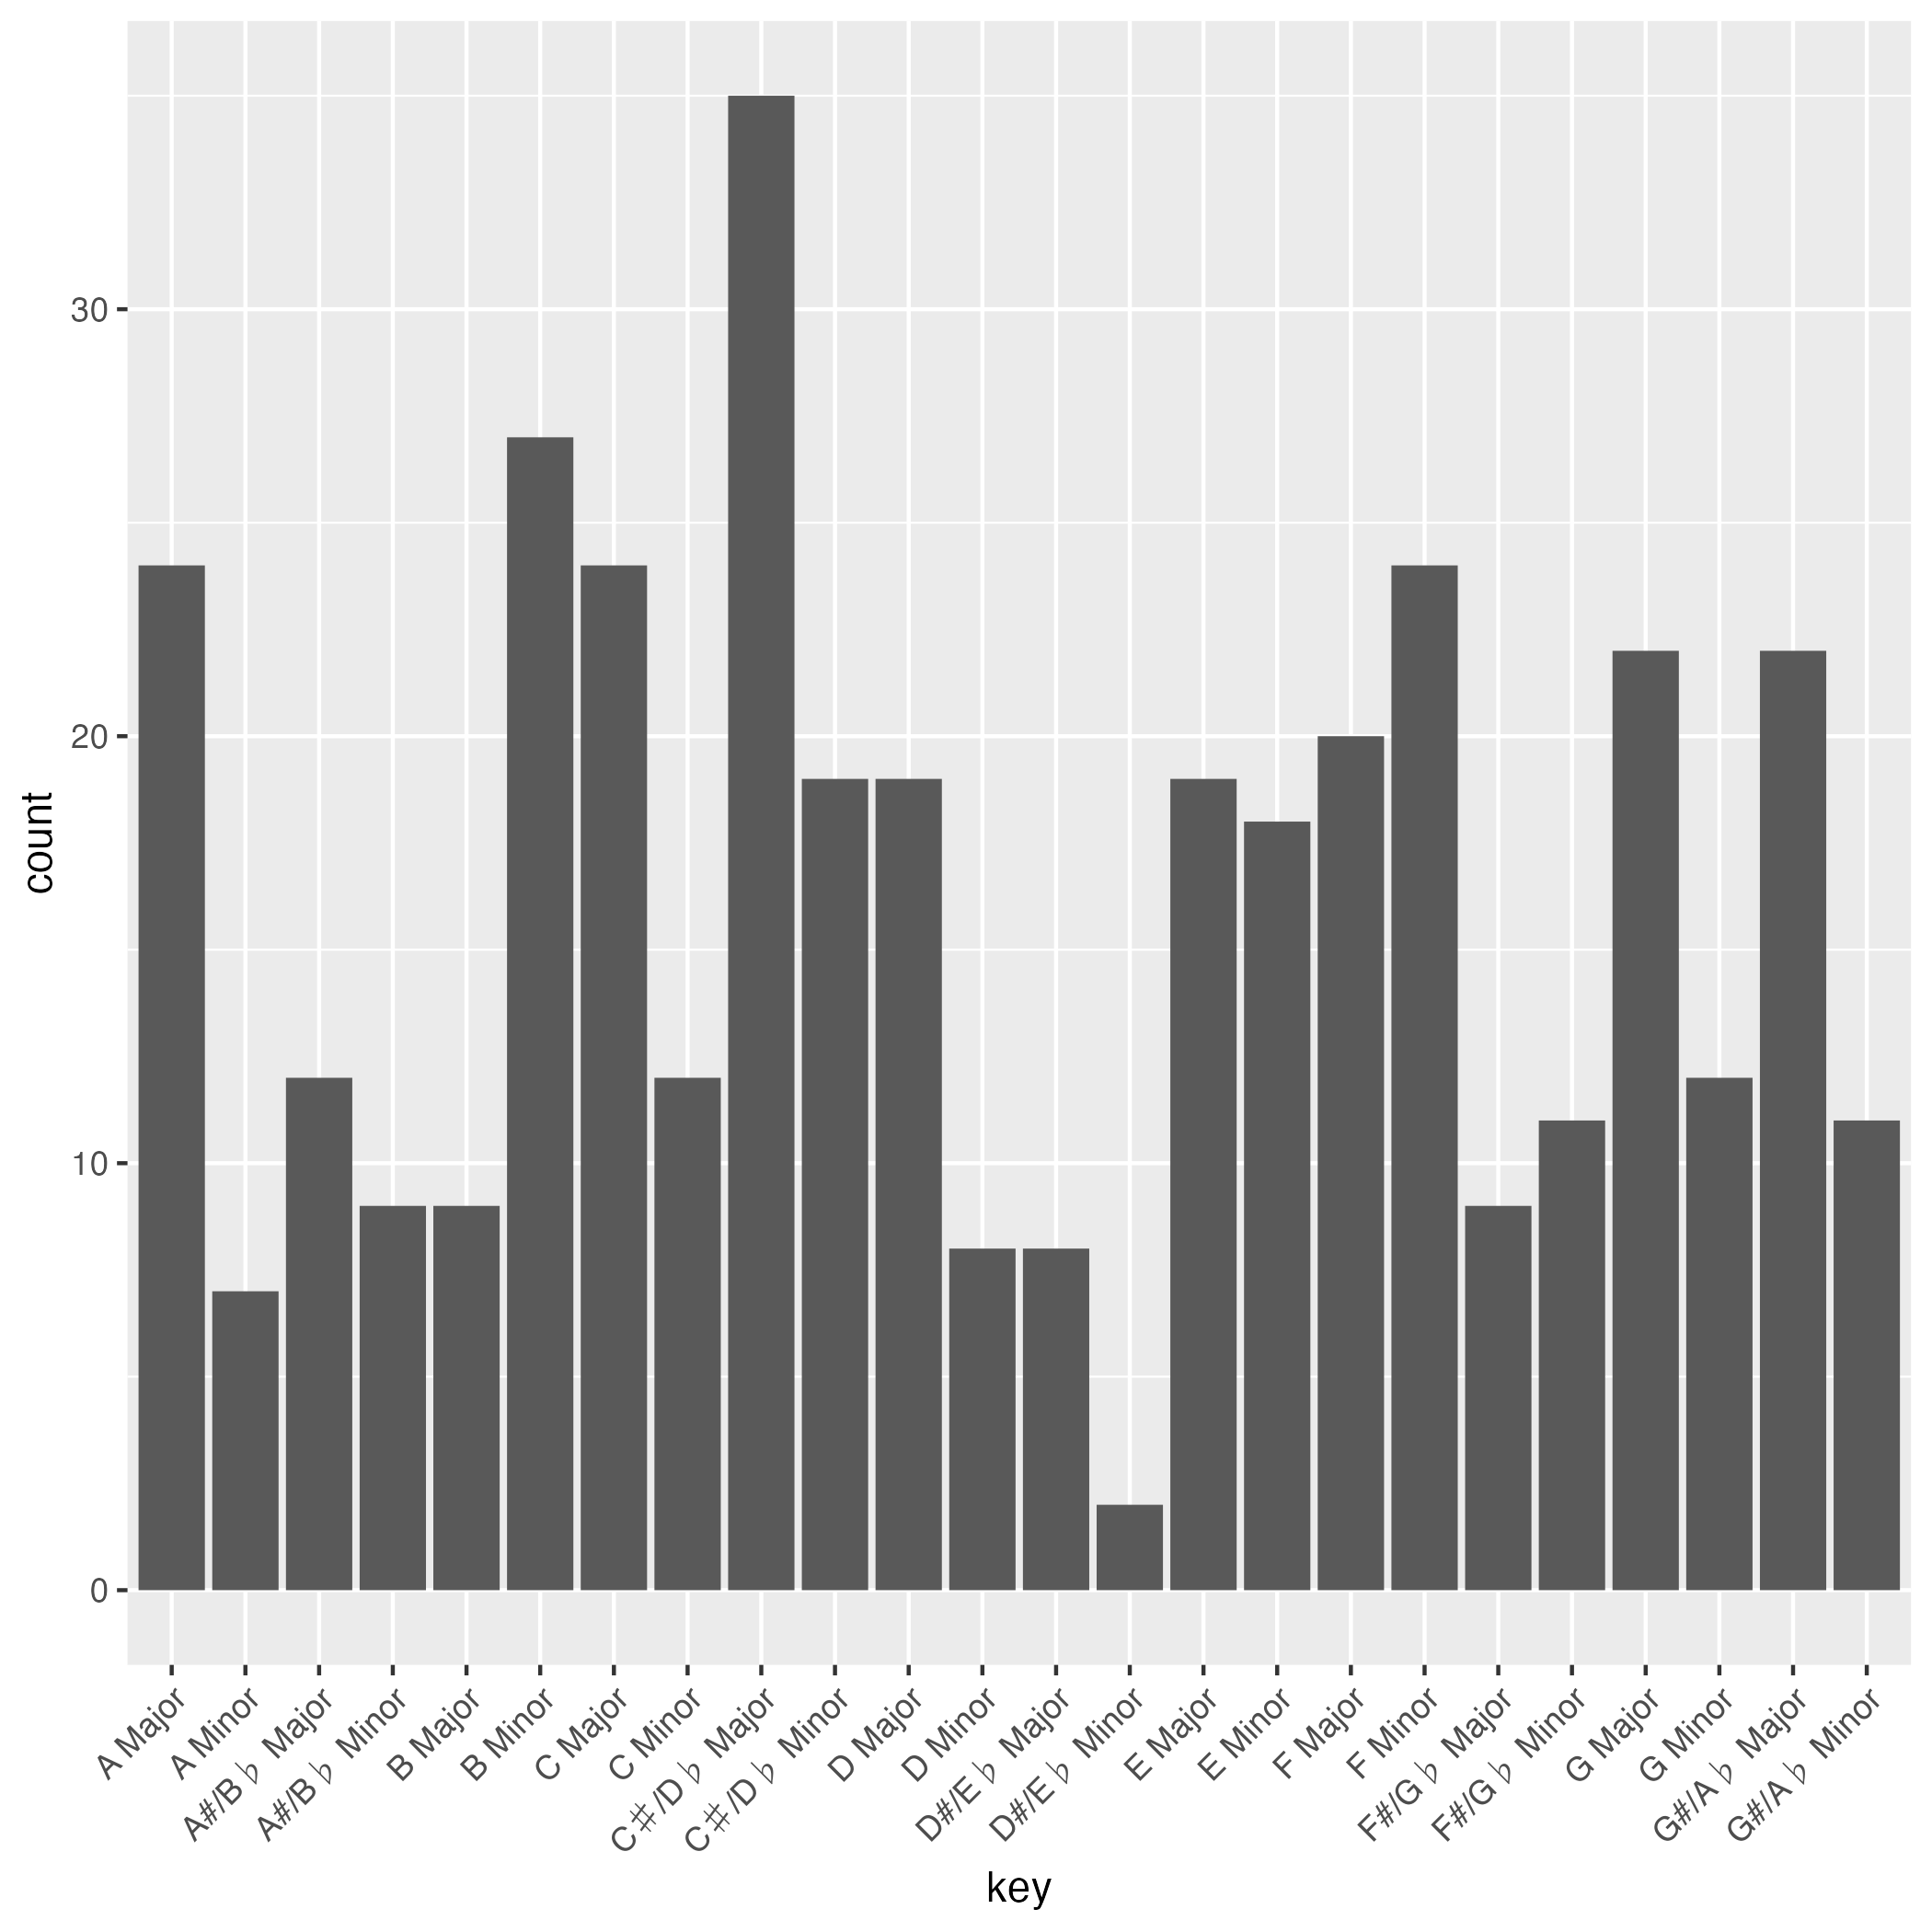 count
30
20
10
0
A Major
A Minor
A#/B♭ Major
A#/B♭ Minor
B Major
B Minor
C Major
C Minor
C♯/D♭ Major
C♯/D♭ Minor
D Major
D Minor
D#/E♭ Major
D#/E♭ Minor
E Major
E Minor
F Major
F Minor
F#/G♭ Major
F#/G♭ Minor
G Major
G Minor
G#/A♭ Major
G#/A♭ Minor
key